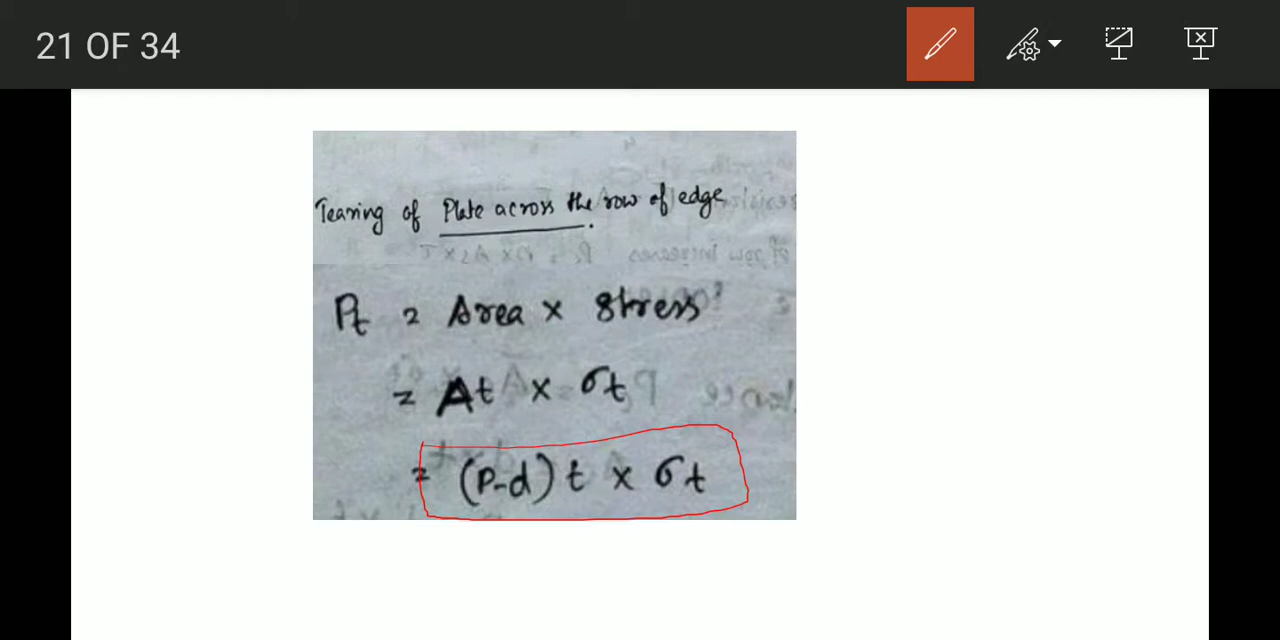 21 OF 34
Tearing of Plate across the row of edge.
Pt = Area × Stress
= At × σt
= (P-d) t × σt